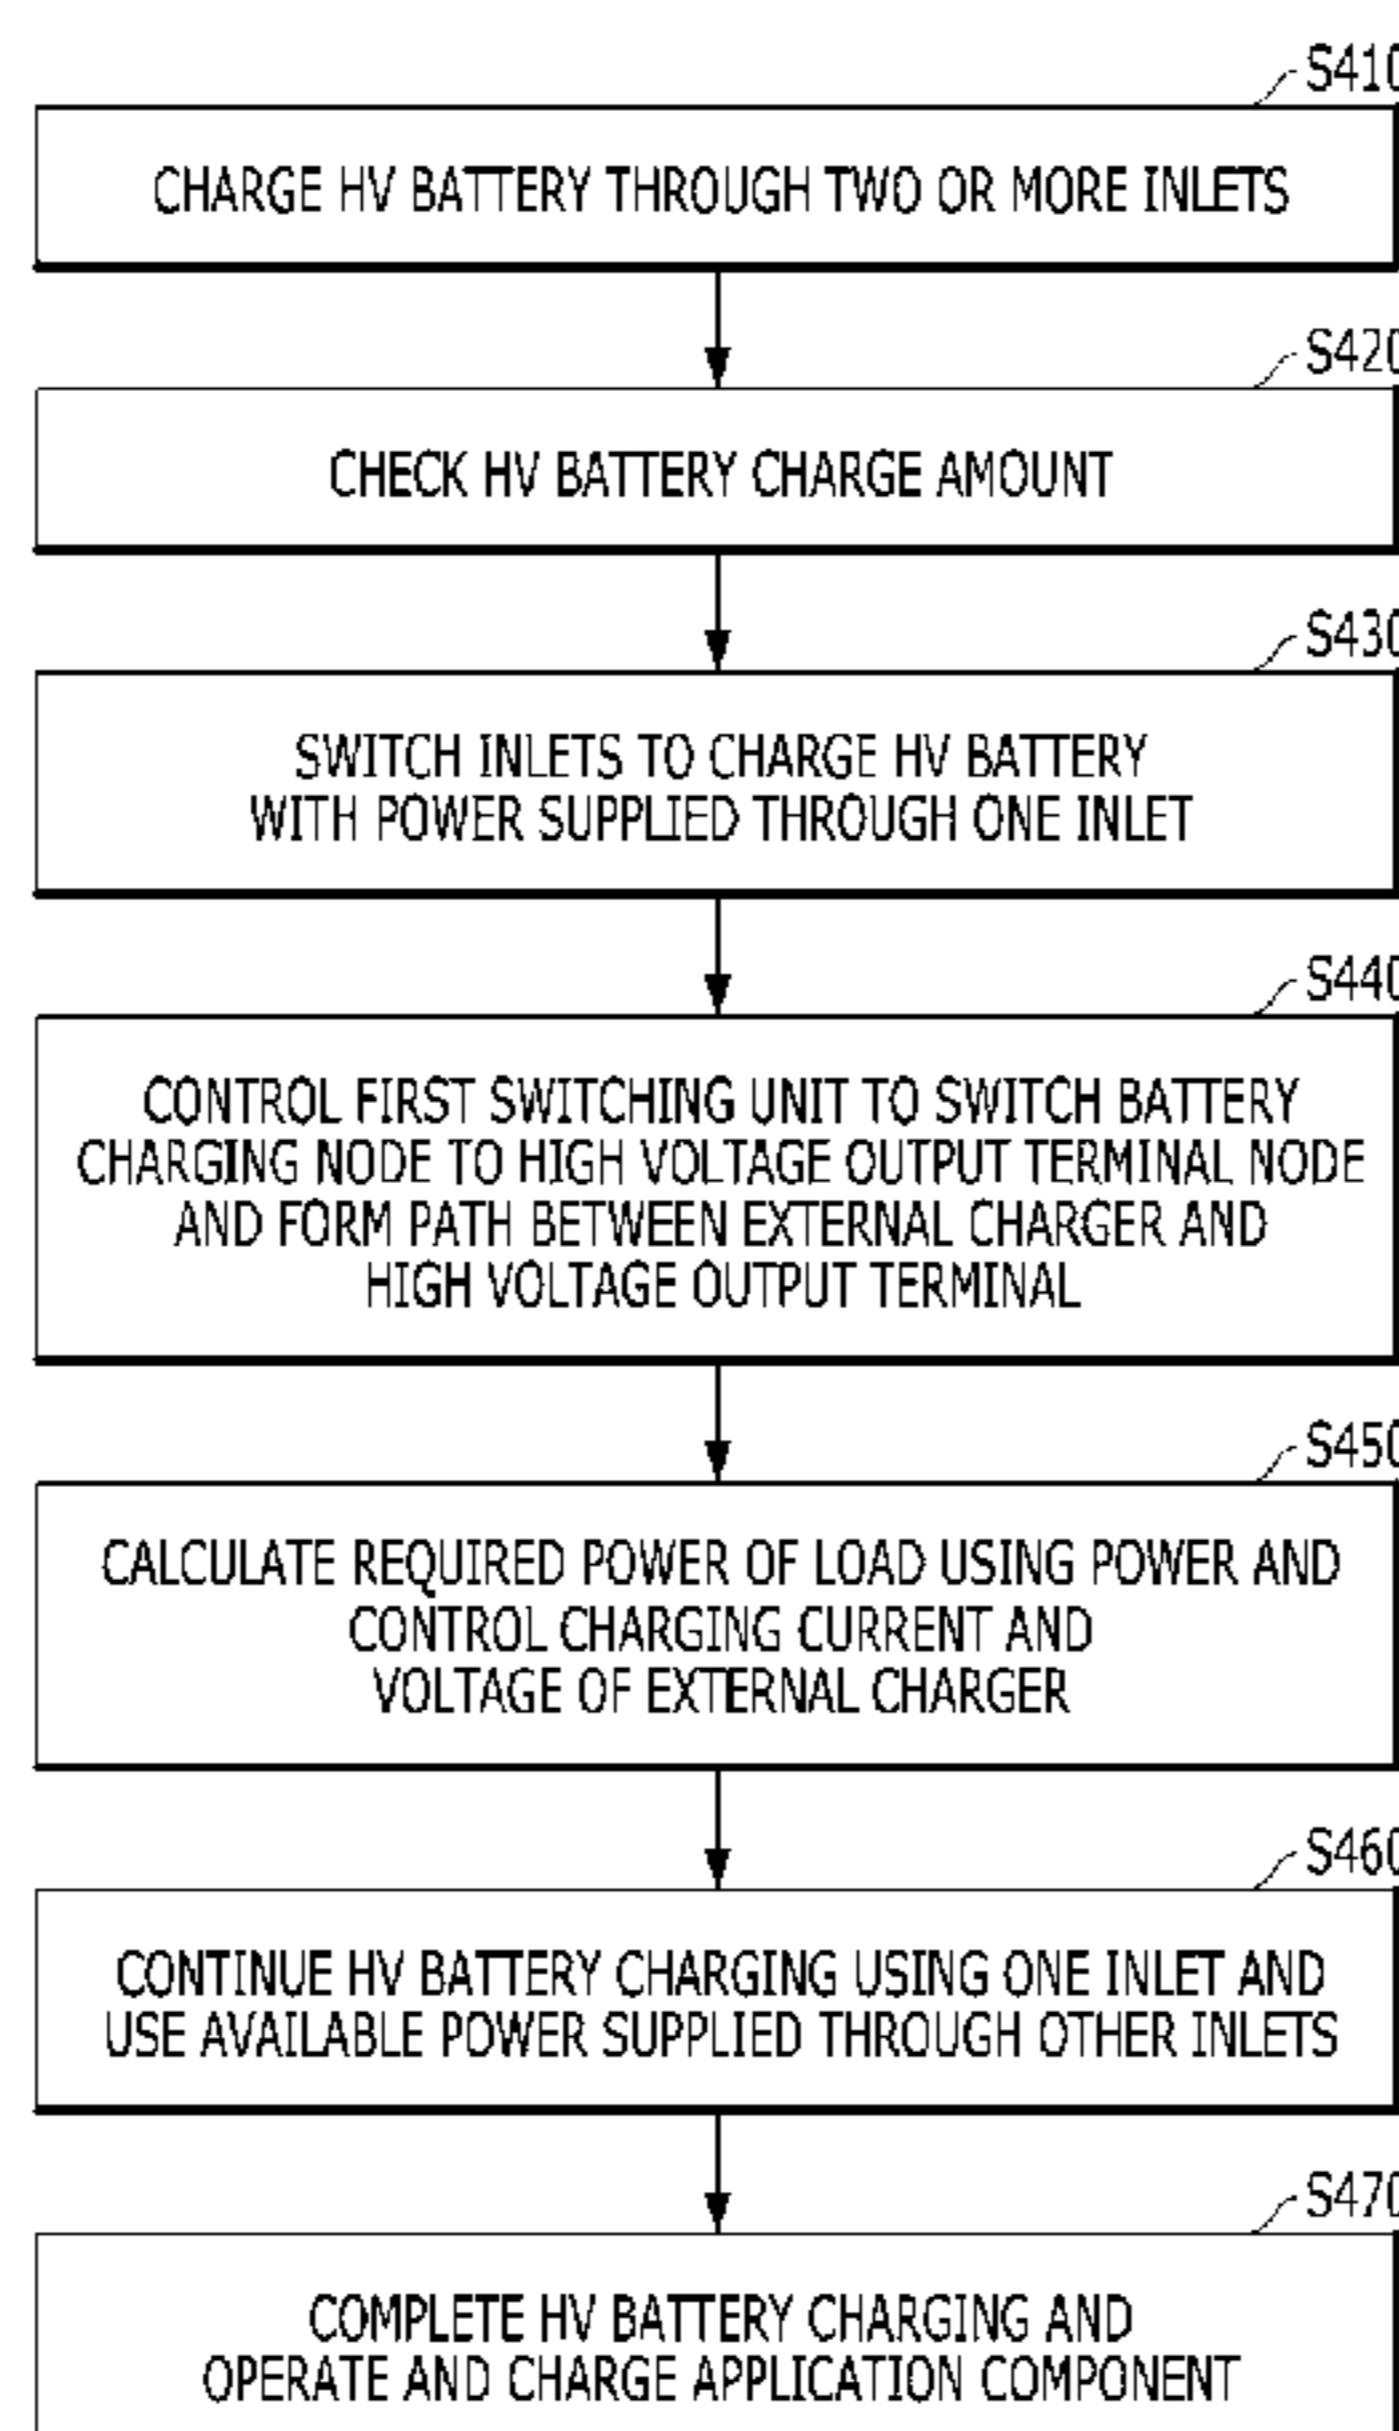 S410
CHARGE HV BATTERY THROUGH TWO OR MORE INLETS
S420
CHECK HV BATTERY CHARGE AMOUNT
S430
SWITCH INLETS TO CHARGE HV BATTERY
WITH POWER SUPPLIED THROUGH ONE INLET
S440
CONTROL FIRST SWITCHING UNIT TO SWITCH BATTERY
CHARGING NODE TO HIGH VOLTAGE OUTPUT TERMINAL NODE
AND FORM PATH BETWEEN EXTERNAL CHARGER AND
HIGH VOLTAGE OUTPUT TERMINAL
S450
CALCULATE REQUIRED POWER OF LOAD USING POWER AND
CONTROL CHARGING CURRENT AND
VOLTAGE OF EXTERNAL CHARGER
S460
CONTINUE HV BATTERY CHARGING USING ONE INLET AND
USE AVAILABLE POWER SUPPLIED THROUGH OTHER INLETS
S470
COMPLETE HV BATTERY CHARGING AND
OPERATE AND CHARGE APPLICATION COMPONENT